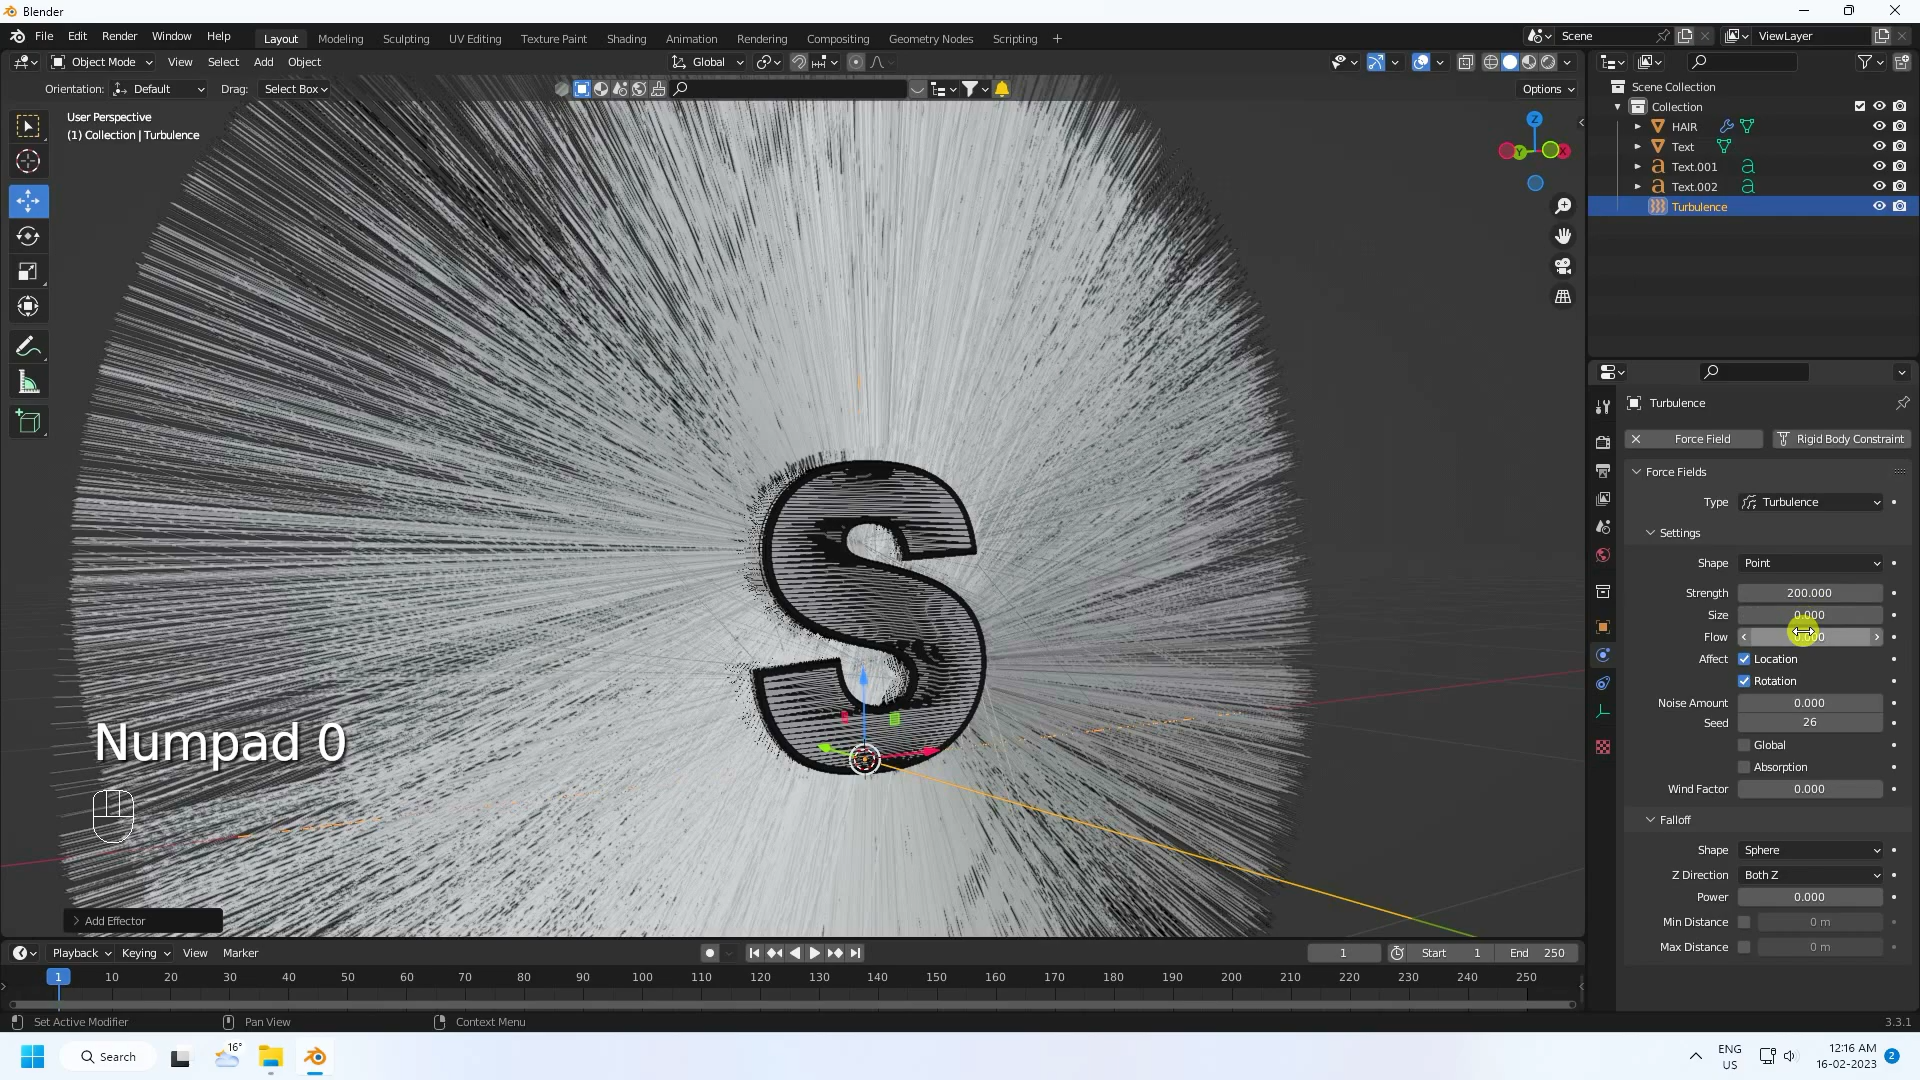 Blender
File Edit Render Window Help
Layout Modeling Sculpting UV Editing Texture Paint Shading Animation Rendering Compositing Geometry Nodes Scripting +
Scene
ViewLayer
Object Mode View Select Add Object
Global
Orientation: Default Drag: Select Box
Options
User Perspective
(1) Collection | Turbulence
Z
Y
X
Scene Collection
Collection
HAIR
Text
Text.001
Text.002
Turbulence
Turbulence
Force Field
Rigid Body Constraint
Force Fields
Type Turbulence
Settings
Shape Point
Strength 200.000
Size 0.000
Flow
Affect Location
Rotation
Noise Amount 0.000
Seed 26
Global
Absorption
Wind Factor 0.000
Falloff
Shape Sphere
Z Direction Both Z
Power 0.000
Min Distance 0 m
Max Distance 0 m
S
Numpad 0
Add Effector
Playback Keying View Marker
1 Start 1 End 250
1 10 20 30 40 50 60 70 80 90 100 110 120 130 140 150 160 170 180 190 200 210 220 230 240 250
Set Active Modifier Pan View Context Menu
3.3.1
Search
16°
ENG
US
12:16 AM
16-02-2023
2